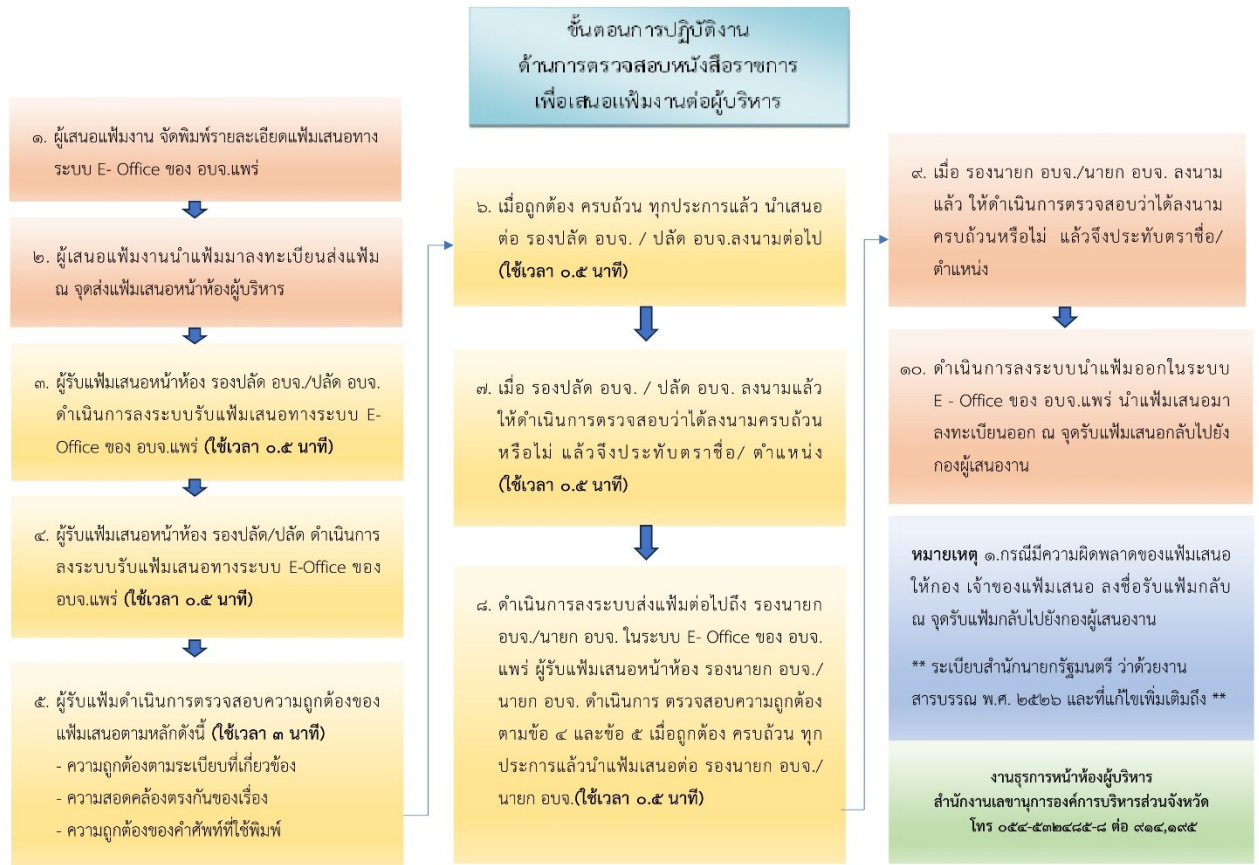 ขั้นตอนการปฏิบัติงาน
ด้านการตรวจสอบหนังสือราชการ
เพื่อเสนอแฟ้มงานต่อผู้บริหาร
๑. ผู้เสนอแฟ้มงาน จัดพิมพ์รายละเอียดแฟ้มเสนอทาง
ระบบ E- Office ของ อบจ.แพร่
๒. ผู้เสนอแฟ้มงานนำแฟ้มมาลงทะเบียนส่งแฟ้ม
ณ จุดส่งแฟ้มเสนอหน้าห้องผู้บริหาร
๓. ผู้รับแฟ้มเสนอหน้าห้อง รองปลัด อบจ./ปลัด อบจ.
ดำเนินการลงระบบรับแฟ้มเสนอทางระบบ E-
Office ของ อบจ.แพร่ (ใช้เวลา ๐.๕ นาที)
๔. ผู้รับแฟ้มเสนอหน้าห้อง รองปลัด/ปลัด ดำเนินการ
ลงระบบรับแฟ้มเสนอทางระบบ E-Office ของ
อบจ.แพร่ (ใช้เวลา ๐.๕ นาที)
๕. ผู้รับแฟ้มดำเนินการตรวจสอบความถูกต้องของ
แฟ้มเสนอตามหลักดังนี้ (ใช้เวลา ๓ นาที)
- ความถูกต้องตามระเบียบที่เกี่ยวข้อง
- ความสอดคล้องตรงกันของเรื่อง
- ความถูกต้องของคำศัพท์ที่ใช้พิมพ์
๖. เมื่อถูกต้อง ครบถ้วน ทุกประการแล้ว นำเสนอ
ต่อ รองปลัด อบจ. / ปลัด อบจ.ลงนามต่อไป
(ใช้เวลา ๐.๕ นาที)
๗. เมื่อ รองปลัด อบจ. / ปลัด อบจ. ลงนามแล้ว
ให้ดำเนินการตรวจสอบว่าได้ลงนามครบถ้วน
หรือไม่ แล้วจึงประทับตราชื่อ/ ตำแหน่ง
(ใช้เวลา ๐.๕ นาที)
๘. ดำเนินการลงระบบส่งแฟ้มต่อไปถึง รองนายก
อบจ./นายก อบจ. ในระบบ E- Office ของ อบจ.
แพร่ ผู้รับแฟ้มเสนอหน้าห้อง รองนายก อบจ./
นายก อบจ. ดำเนินการ ตรวจสอบความถูกต้อง
ตามข้อ ๔ และข้อ ๕ เมื่อถูกต้อง ครบถ้วน ทุก
ประการแล้วนำแฟ้มเสนอต่อ รองนายก อบจ./
นายก อบจ.(ใช้เวลา ๐.๕ นาที)
๙. เมื่อ รองนายก อบจ./นายก อบจ. ลงนาม
แล้ว ให้ดำเนินการตรวจสอบว่าได้ลงนาม
ครบถ้วนหรือไม่ แล้วจึงประทับตราชื่อ/
ตำแหน่ง
๑๐. ดำเนินการลงระบบนำแฟ้มออกในระบบ
E - Office ของ อบจ.แพร่ นำแฟ้มเสนอมา
ลงทะเบียนออก ณ จุดรับแฟ้มเสนอกลับไปยัง
กองผู้เสนองาน
หมายเหตุ ๑.กรณีมีความผิดพลาดของแฟ้มเสนอ
ให้กอง เจ้าของแฟ้มเสนอ ลงชื่อรับแฟ้มกลับ
ณ จุดรับแฟ้มกลับไปยังกองผู้เสนองาน
** ระเบียบสำนักนายกรัฐมนตรี ว่าด้วยงาน
สารบรรณ พ.ศ. ๒๕๒๖ และที่แก้ไขเพิ่มเติมถึง **
งานธุรการหน้าห้องผู้บริหาร
สำนักงานเลขานุการองค์การบริหารส่วนจังหวัด
โทร ๐๕๔-๕๓๒๔๘๕-๘ ต่อ ๙๑๔,๑๙๕